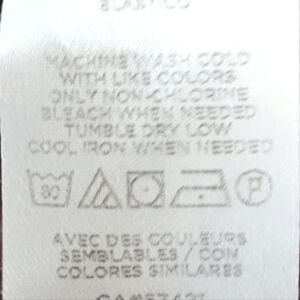 MACHINE WASH COLD
WITH LIKE COLORS
ONLY NON-CHLORINE
BLEACH WHEN NEEDED
TUMBLE DRY LOW
COOL IRON WHEN NEEDED
30 P
AVEC DES COULEURS
SEMBLABLES / CON
COLORES SIMILARES